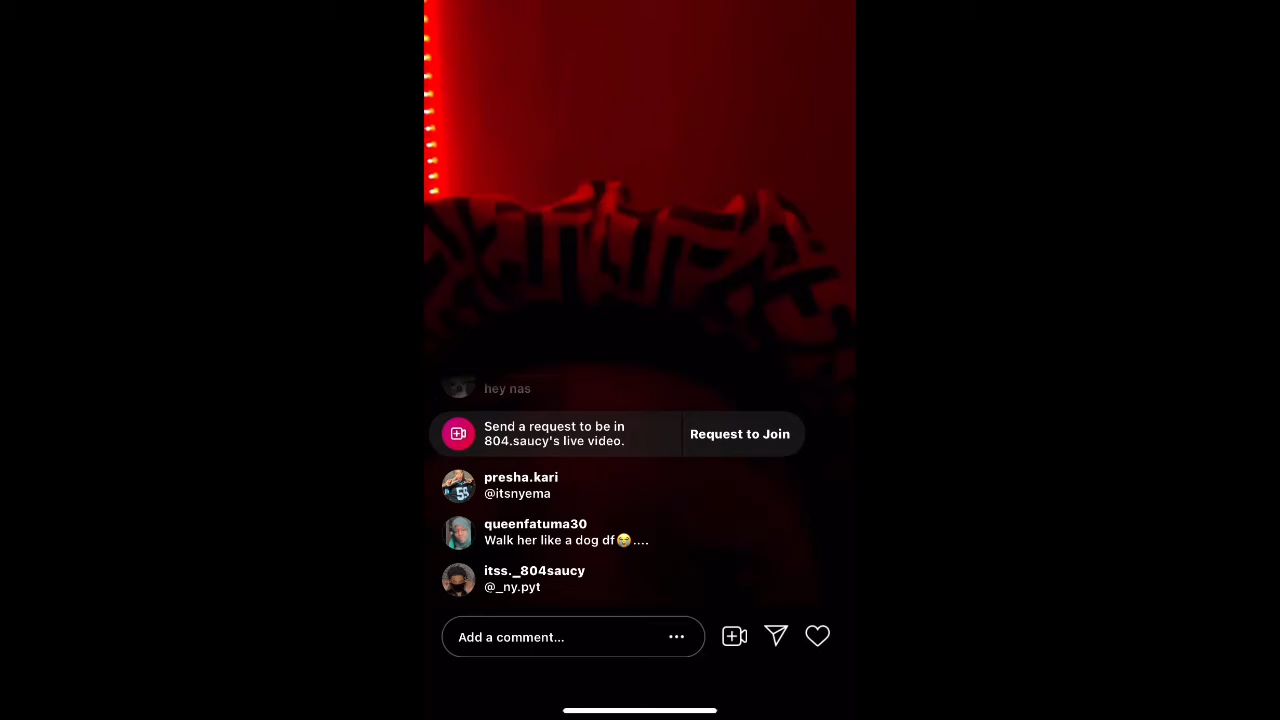 hey nas
Send a request to be in
804.saucy's live video.
Request to Join
presha.kari
@itsnyema
queenfatuma30
Walk her like a dog df😭....
itss._804saucy
@_ny.pyt
Add a comment...